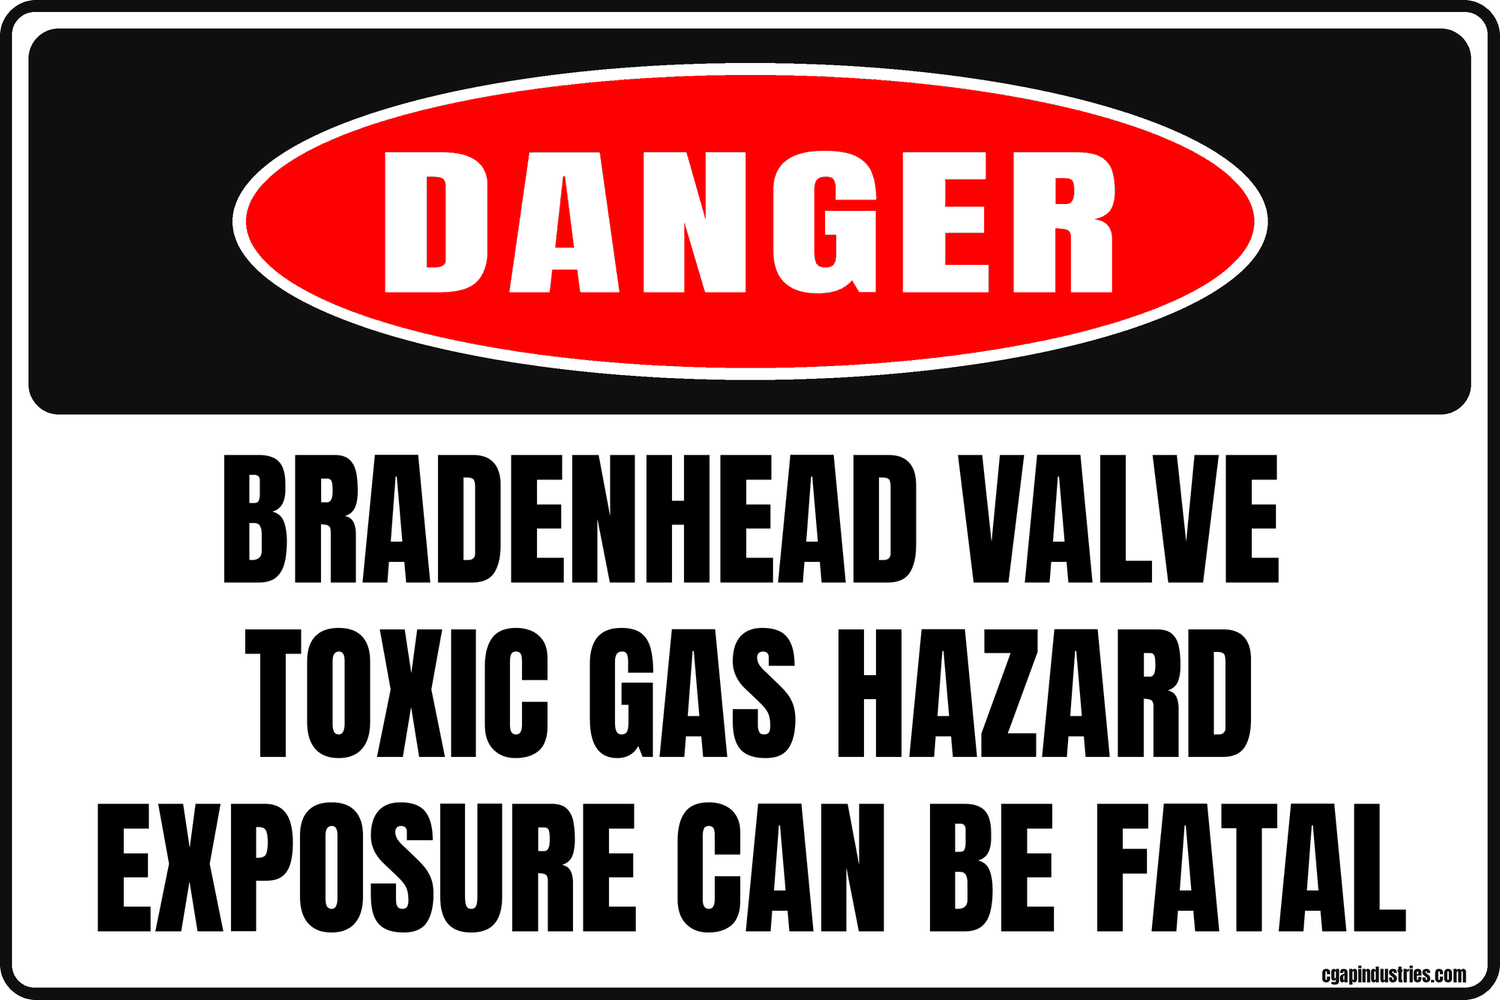 DANGER
BRADENHEAD VALVE
TOXIC GAS HAZARD
EXPOSURE CAN BE FATAL
cgapindustries.com